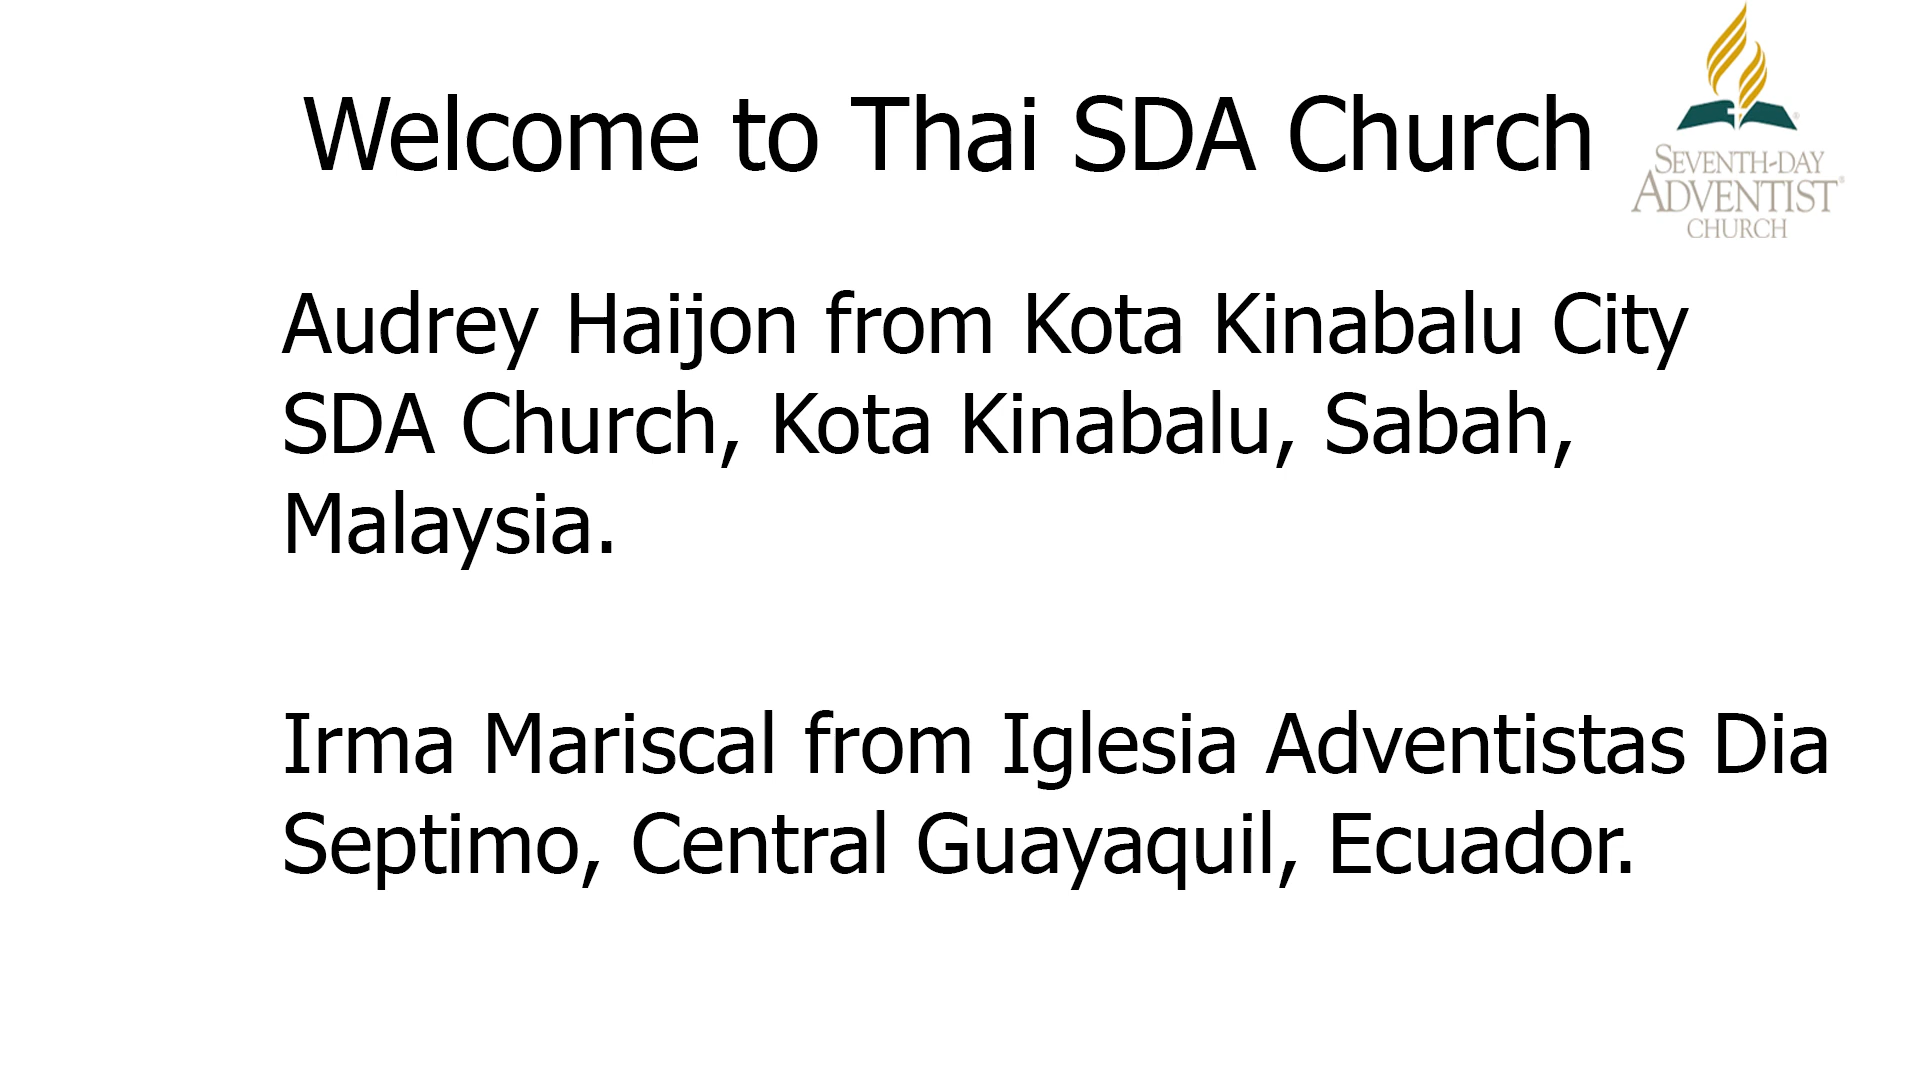 Welcome to Thai SDA Church
SEVENTH-DAY
ADVENTIST®
CHURCH
Audrey Haijon from Kota Kinabalu City
SDA Church, Kota Kinabalu, Sabah,
Malaysia.
Irma Mariscal from Iglesia Adventistas Dia
Septimo, Central Guayaquil, Ecuador.